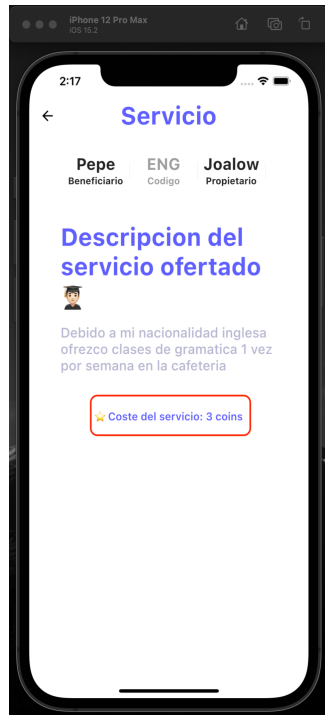 iPhone 12 Pro Max
iOS 15.2
2:17
Servicio
Pepe ENG Joalow
Beneficiario Codigo Propietario
Descripcion del
servicio ofertado
Debido a mi nacionalidad inglesa
ofrezco clases de gramatica 1 vez
por semana en la cafeteria
Coste del servicio: 3 coins